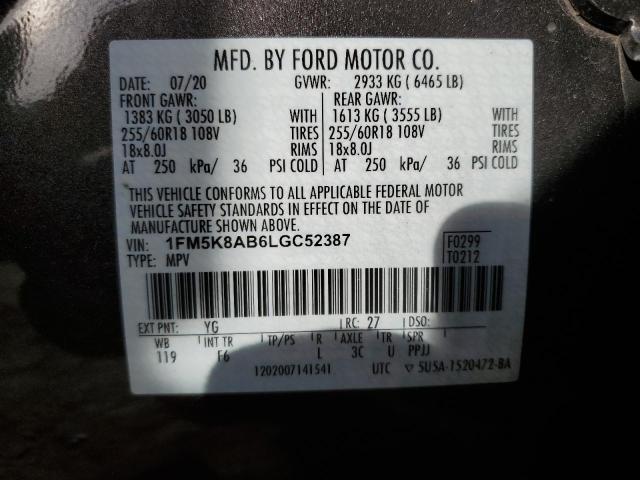 MFD. BY FORD MOTOR CO.
DATE: 07/20 GVWR: 2933 KG ( 6465 LB)
FRONT GAWR: REAR GAWR:
1383 KG ( 3050 LB) WITH 1613 KG ( 3555 LB) WITH
255/60R18 108V TIRES 255/60R18 108V TIRES
18x8.0J RIMS 18x8.0J RIMS
AT 250 kPa/ 36 PSI COLD AT 250 kPa/ 36 PSI COLD
THIS VEHICLE CONFORMS TO ALL APPLICABLE FEDERAL MOTOR
VEHICLE SAFETY STANDARDS IN EFFECT ON THE DATE OF
MANUFACTURE SHOWN ABOVE.
VIN: 1FM5K8AB6LGC52387 F0299
TYPE: MPV T0212
EXT PNT: YG RC: 27 DSO:
WB INT TR TP/PS R AXLE TR SPR
119 F6 L 3C U PPJJ
1202007141541 UTC ▽ 5U5A-1520472-BA